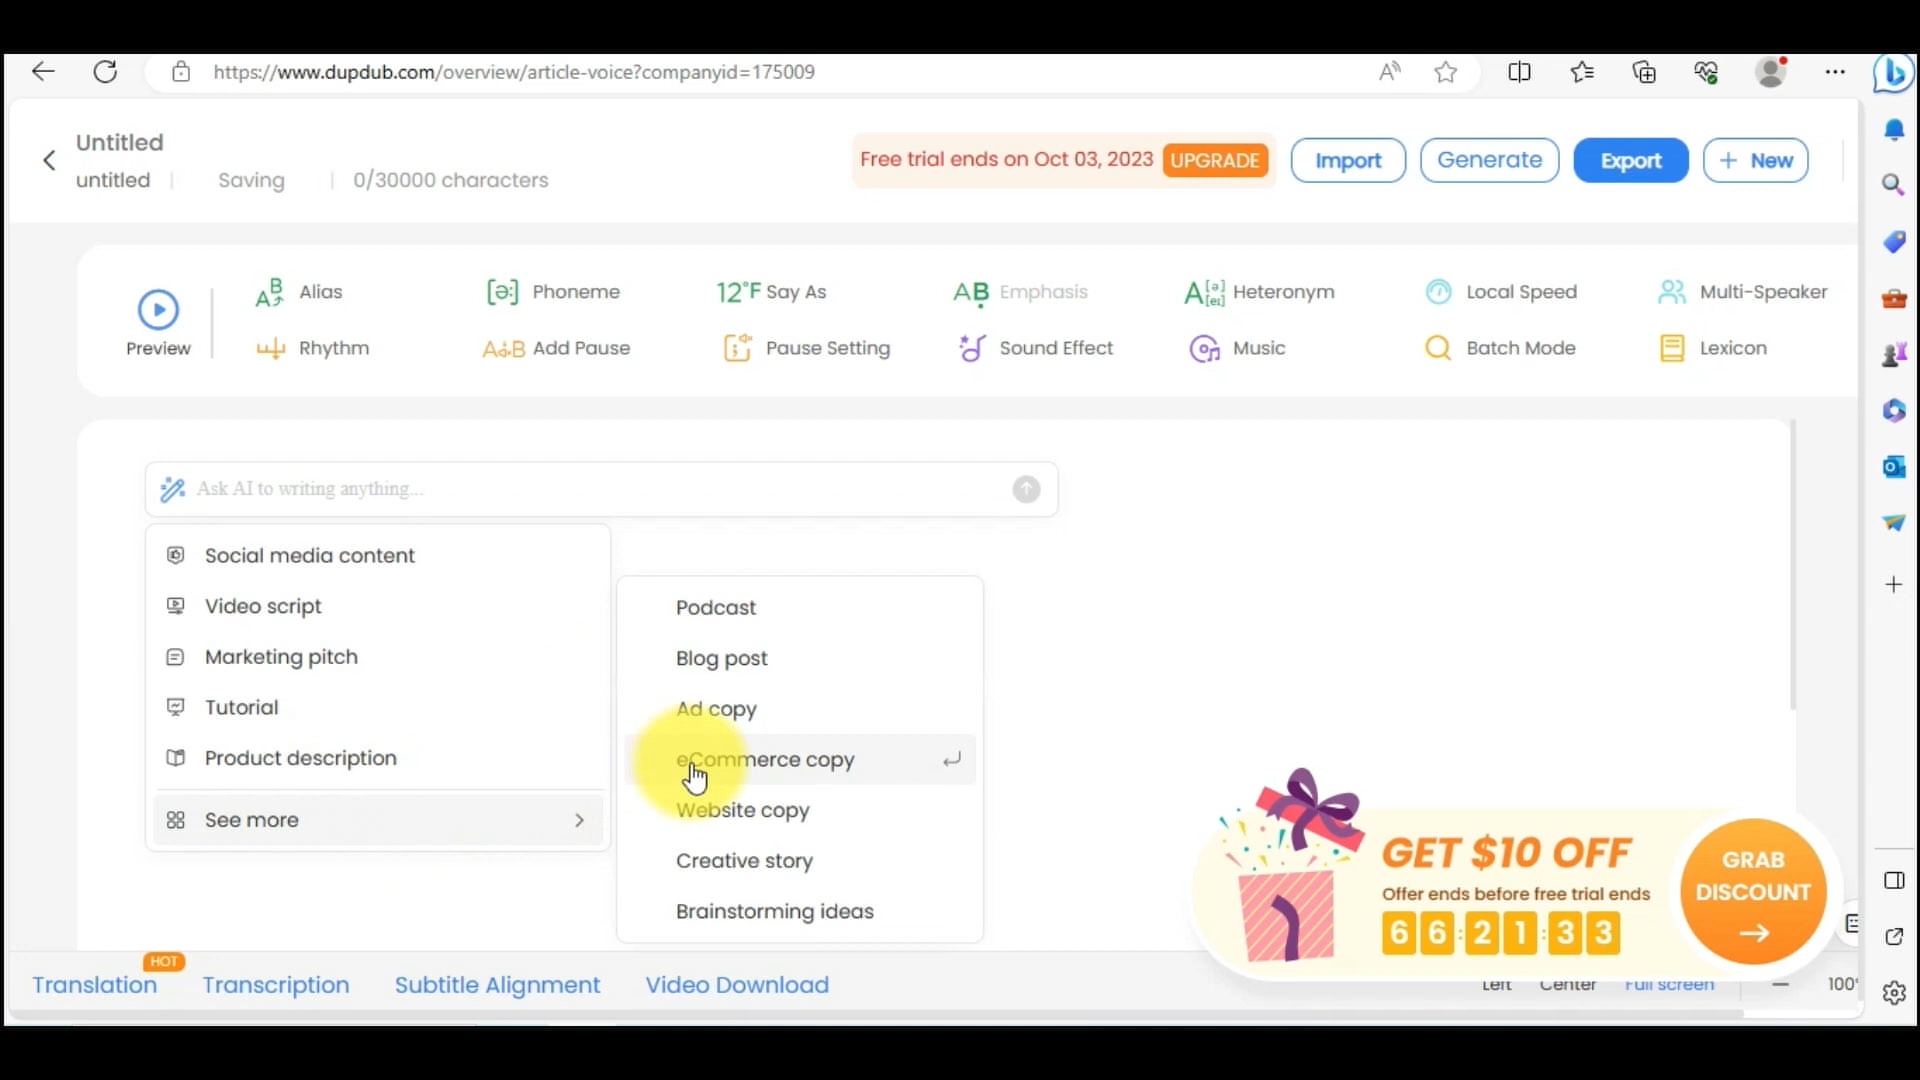 https://www.dupdub.com/overview/article-voice?companyid=175009
Untitled
untitled | Saving | 0/30000 characters
Free trial ends on Oct 03, 2023 UPGRADE
Import
Generate
Export
+ New
Preview
Alias
Phoneme
12°F Say As
Emphasis
Heteronym
Local Speed
Multi-Speaker
Rhythm
Add Pause
Pause Setting
Sound Effect
Music
Batch Mode
Lexicon
Ask AI to writing anything...
Social media content
Video script
Marketing pitch
Tutorial
Product description
See more
Podcast
Blog post
Ad copy
eCommerce copy
Website copy
Creative story
Brainstorming ideas
GET $10 OFF
Offer ends before free trial ends
66:21:33
GRAB
DISCOUNT
HOT
Translation
Transcription
Subtitle Alignment
Video Download
Left
Center
Full screen
100